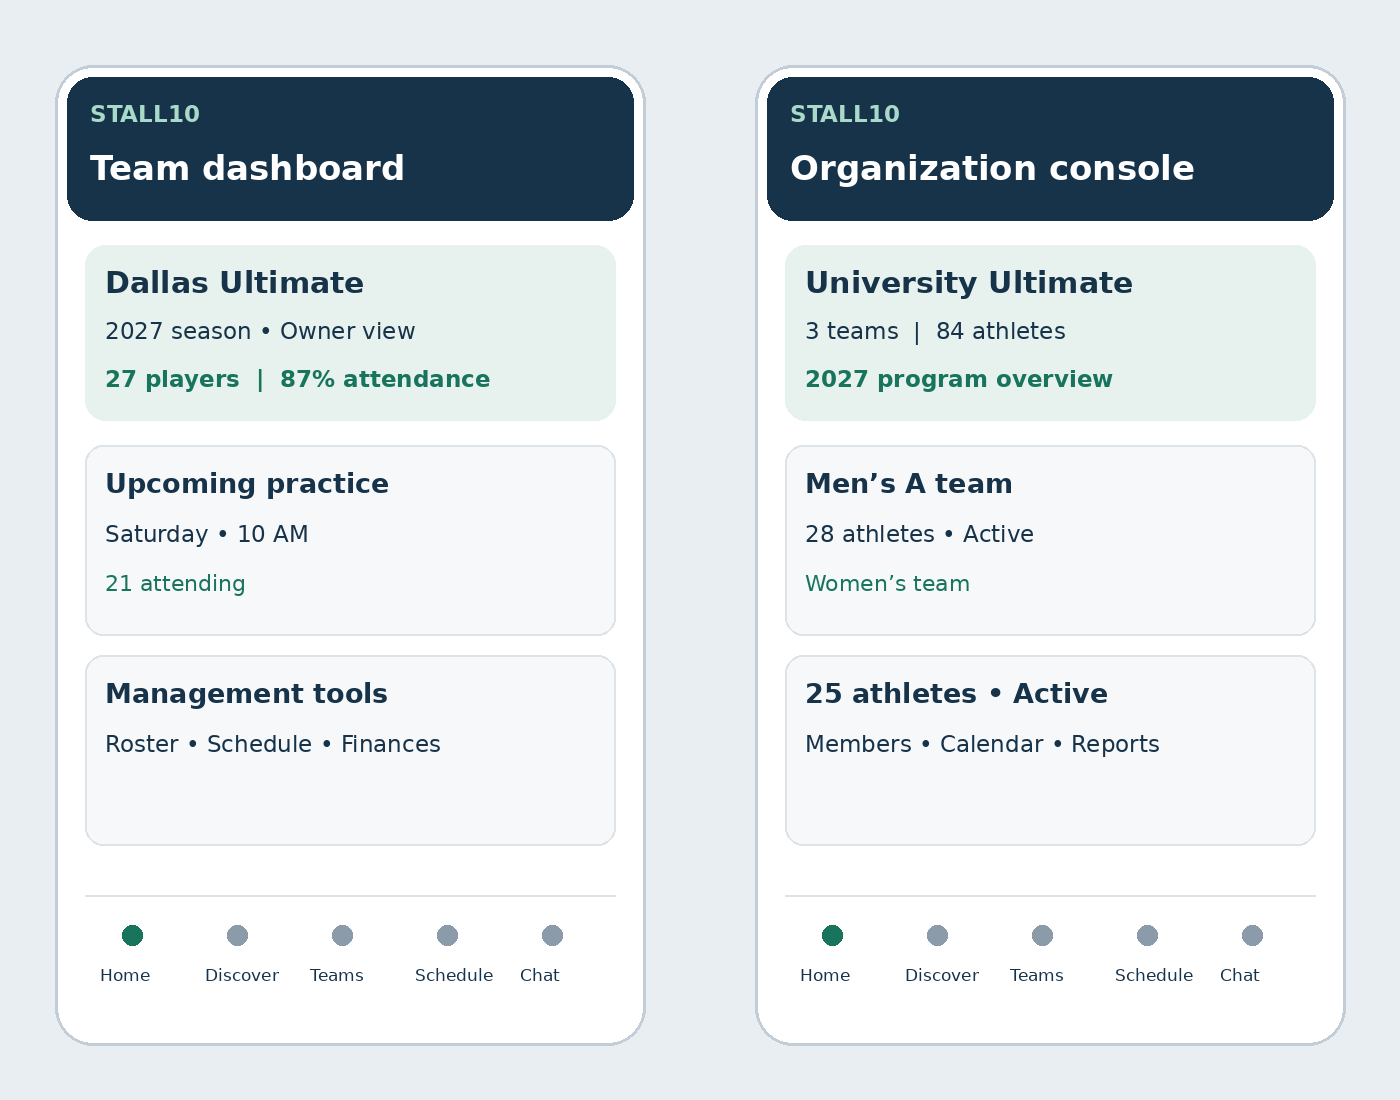 STALL10
Team dashboard
Dallas Ultimate
2027 season • Owner view
27 players | 87% attendance
Upcoming practice
Saturday • 10 AM
21 attending
Management tools
Roster • Schedule • Finances
Home Discover Teams Schedule Chat
STALL10
Organization console
University Ultimate
3 teams | 84 athletes
2027 program overview
Men’s A team
28 athletes • Active
Women’s team
25 athletes • Active
Members • Calendar • Reports
Home Discover Teams Schedule Chat